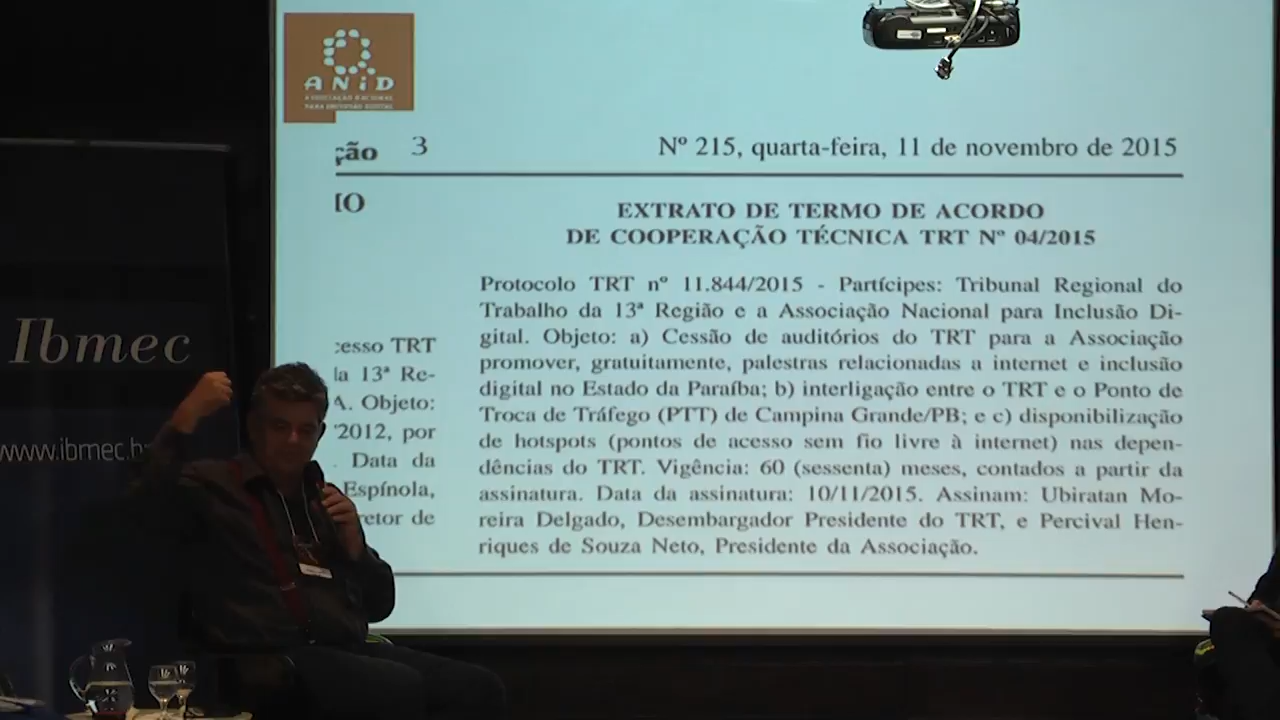 ANiD
ção 3 Nº 215, quarta-feira, 11 de novembro de 2015
EXTRATO DE TERMO DE ACORDO
DE COOPERAÇÃO TÉCNICA TRT Nº 04/2015
Protocolo TRT nº 11.844/2015 - Partícipes: Tribunal Regional do
Trabalho da 13ª Região e a Associação Nacional para Inclusão Di-
gital. Objeto: a) Cessão de auditórios do TRT para a Associação
promover, gratuitamente, palestras relacionadas a internet e inclusão
digital no Estado da Paraíba; b) interligação entre o TRT e o Ponto de
Troca de Tráfego (PTT) de Campina Grande/PB; e c) disponibilização
de hotspots (pontos de acesso sem fio livre à internet) nas depen-
dências do TRT. Vigência: 60 (sessenta) meses, contados a partir da
assinatura. Data da assinatura: 10/11/2015. Assinam: Ubiratan Mo-
reira Delgado, Desembargador Presidente do TRT, e Percival Hen-
riques de Souza Neto, Presidente da Associação.
IO
cesso TRT
la 13ª Re-
A. Objeto:
2012, por
. Data da
Espínola,
retor de
Ibmec
www.ibmec.b